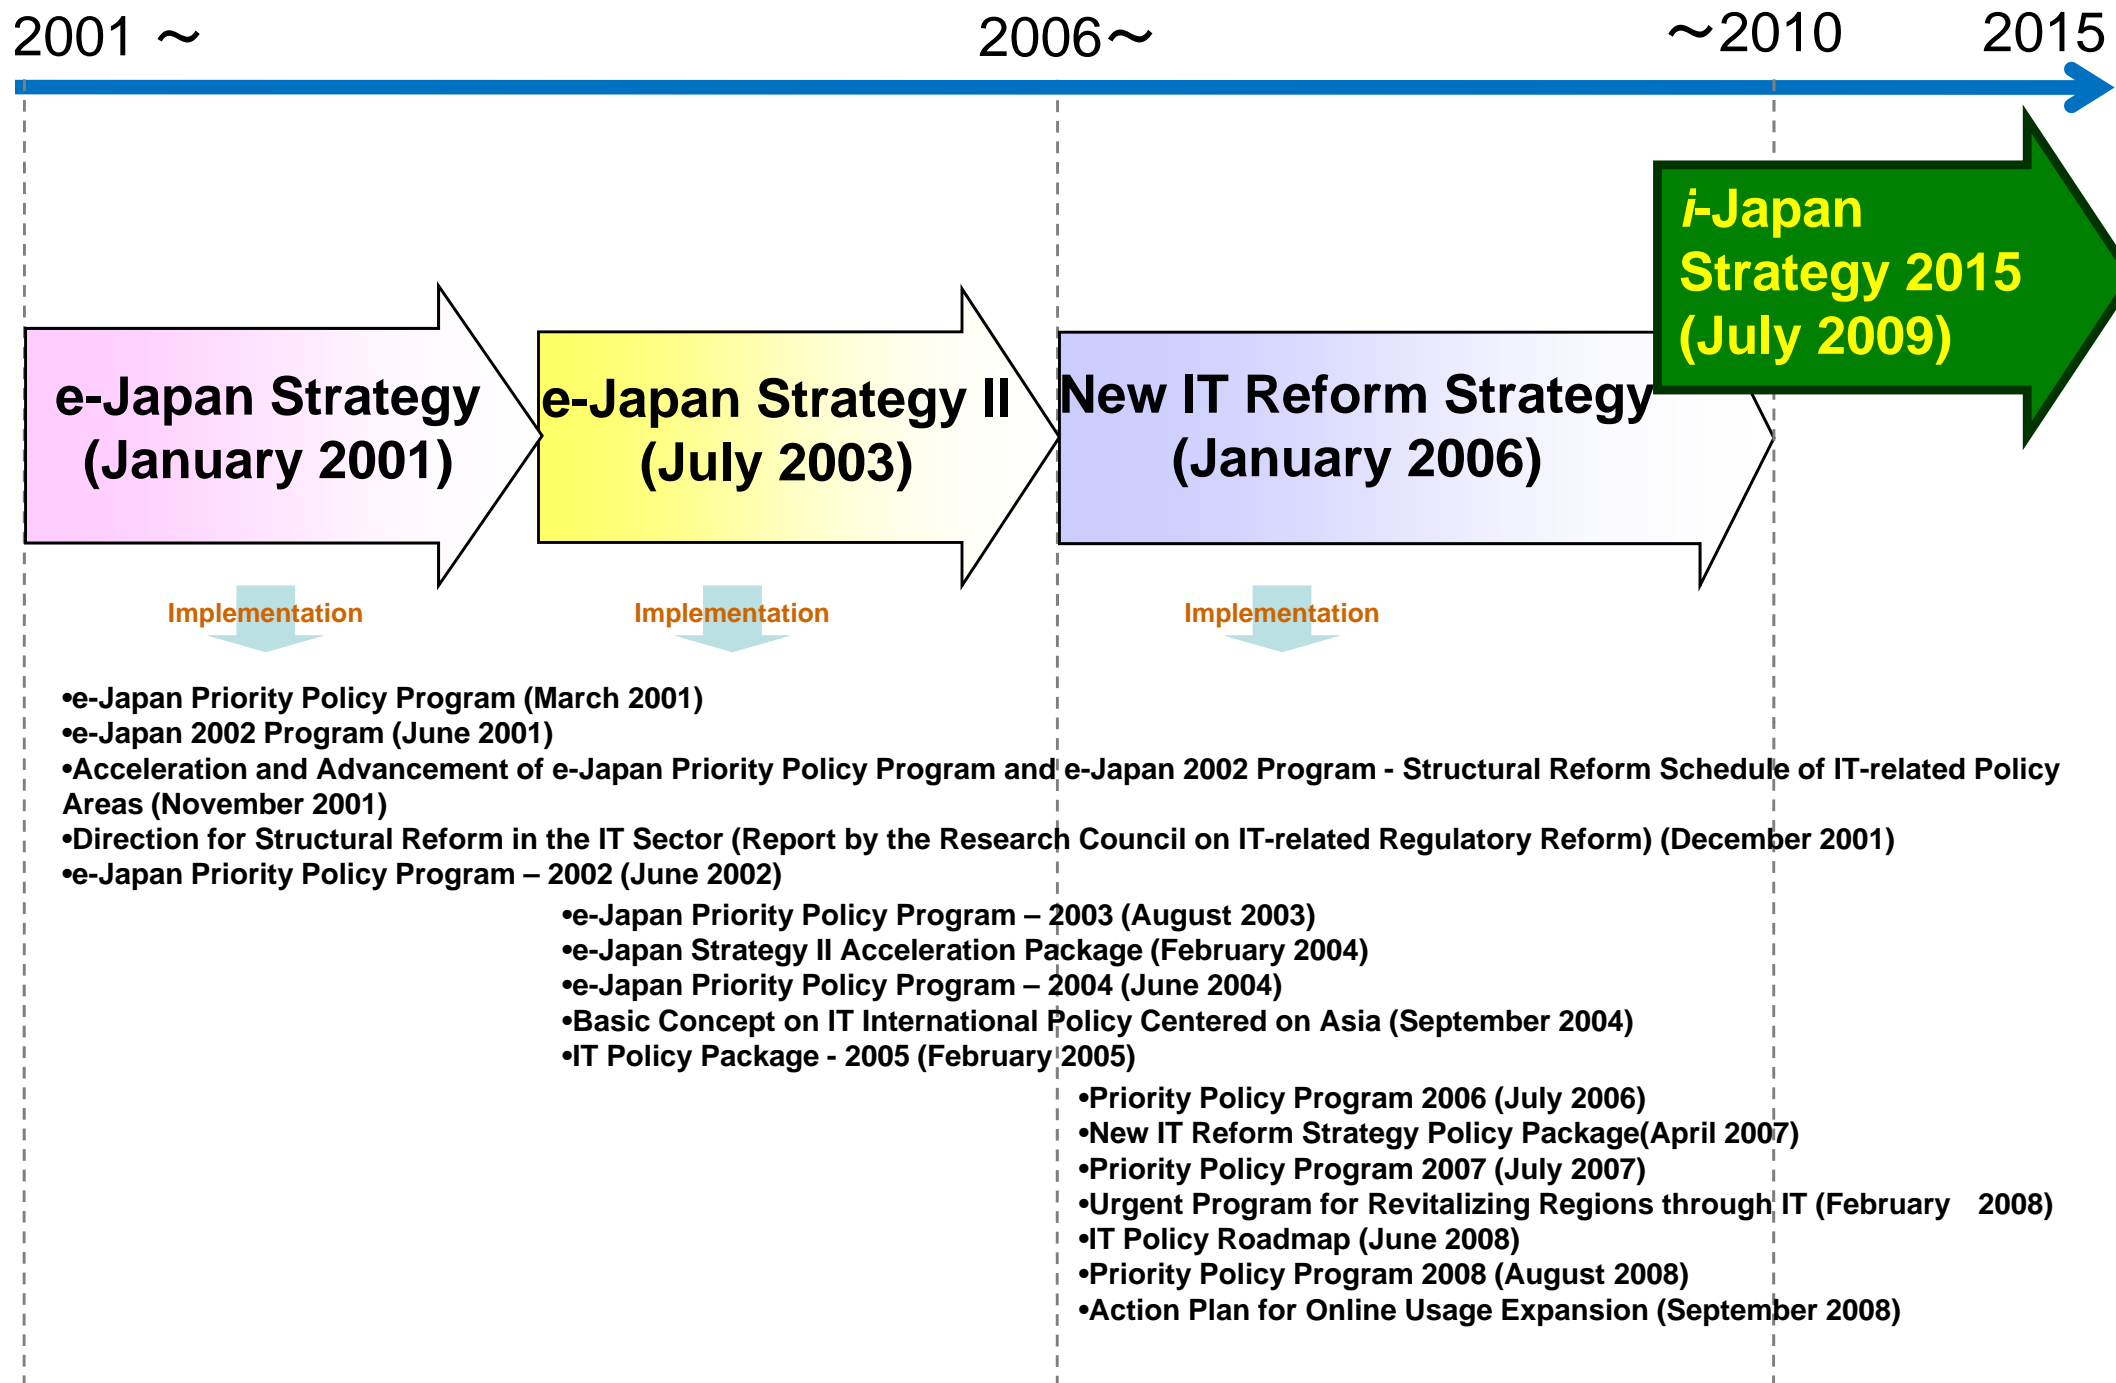 2001 ～
2006～
～2010
2015
i-Japan
Strategy 2015
(July 2009)
e-Japan Strategy
(January 2001)
e-Japan Strategy II
(July 2003)
New IT Reform Strategy
(January 2006)
Implementation
Implementation
Implementation
•e-Japan Priority Policy Program (March 2001)
•e-Japan 2002 Program (June 2001)
•Acceleration and Advancement of e-Japan Priority Policy Program and e-Japan 2002 Program - Structural Reform Schedule of IT-related Policy
Areas (November 2001)
•Direction for Structural Reform in the IT Sector (Report by the Research Council on IT-related Regulatory Reform) (December 2001)
•e-Japan Priority Policy Program – 2002 (June 2002)
•e-Japan Priority Policy Program – 2003 (August 2003)
•e-Japan Strategy II Acceleration Package (February 2004)
•e-Japan Priority Policy Program – 2004 (June 2004)
•Basic Concept on IT International Policy Centered on Asia (September 2004)
•IT Policy Package - 2005 (February 2005)
•Priority Policy Program 2006 (July 2006)
•New IT Reform Strategy Policy Package(April 2007)
•Priority Policy Program 2007 (July 2007)
•Urgent Program for Revitalizing Regions through IT (February　2008)
•IT Policy Roadmap (June 2008)
•Priority Policy Program 2008 (August 2008)
•Action Plan for Online Usage Expansion (September 2008)